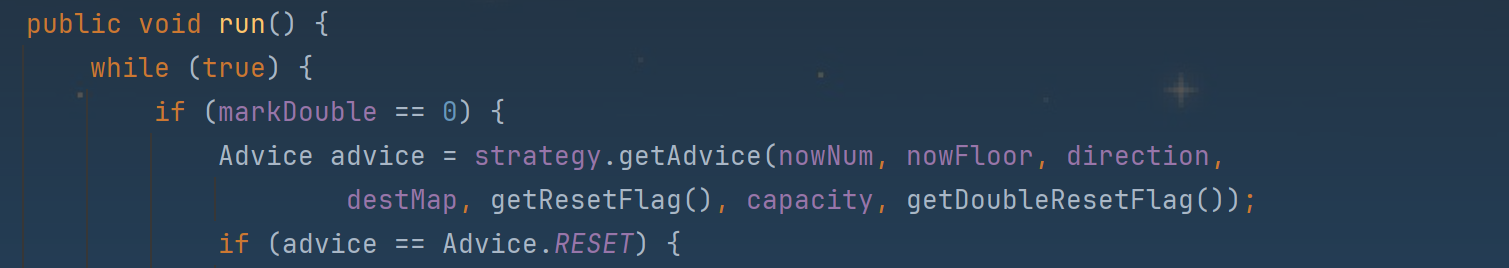 public void run() {
while (true) {
if (markDouble == 0) {
Advice advice = strategy.getAdvice(nowNum, nowFloor, direction,
destMap, getResetFlag(), capacity, getDoubleResetFlag());
if (advice == Advice.RESET) {